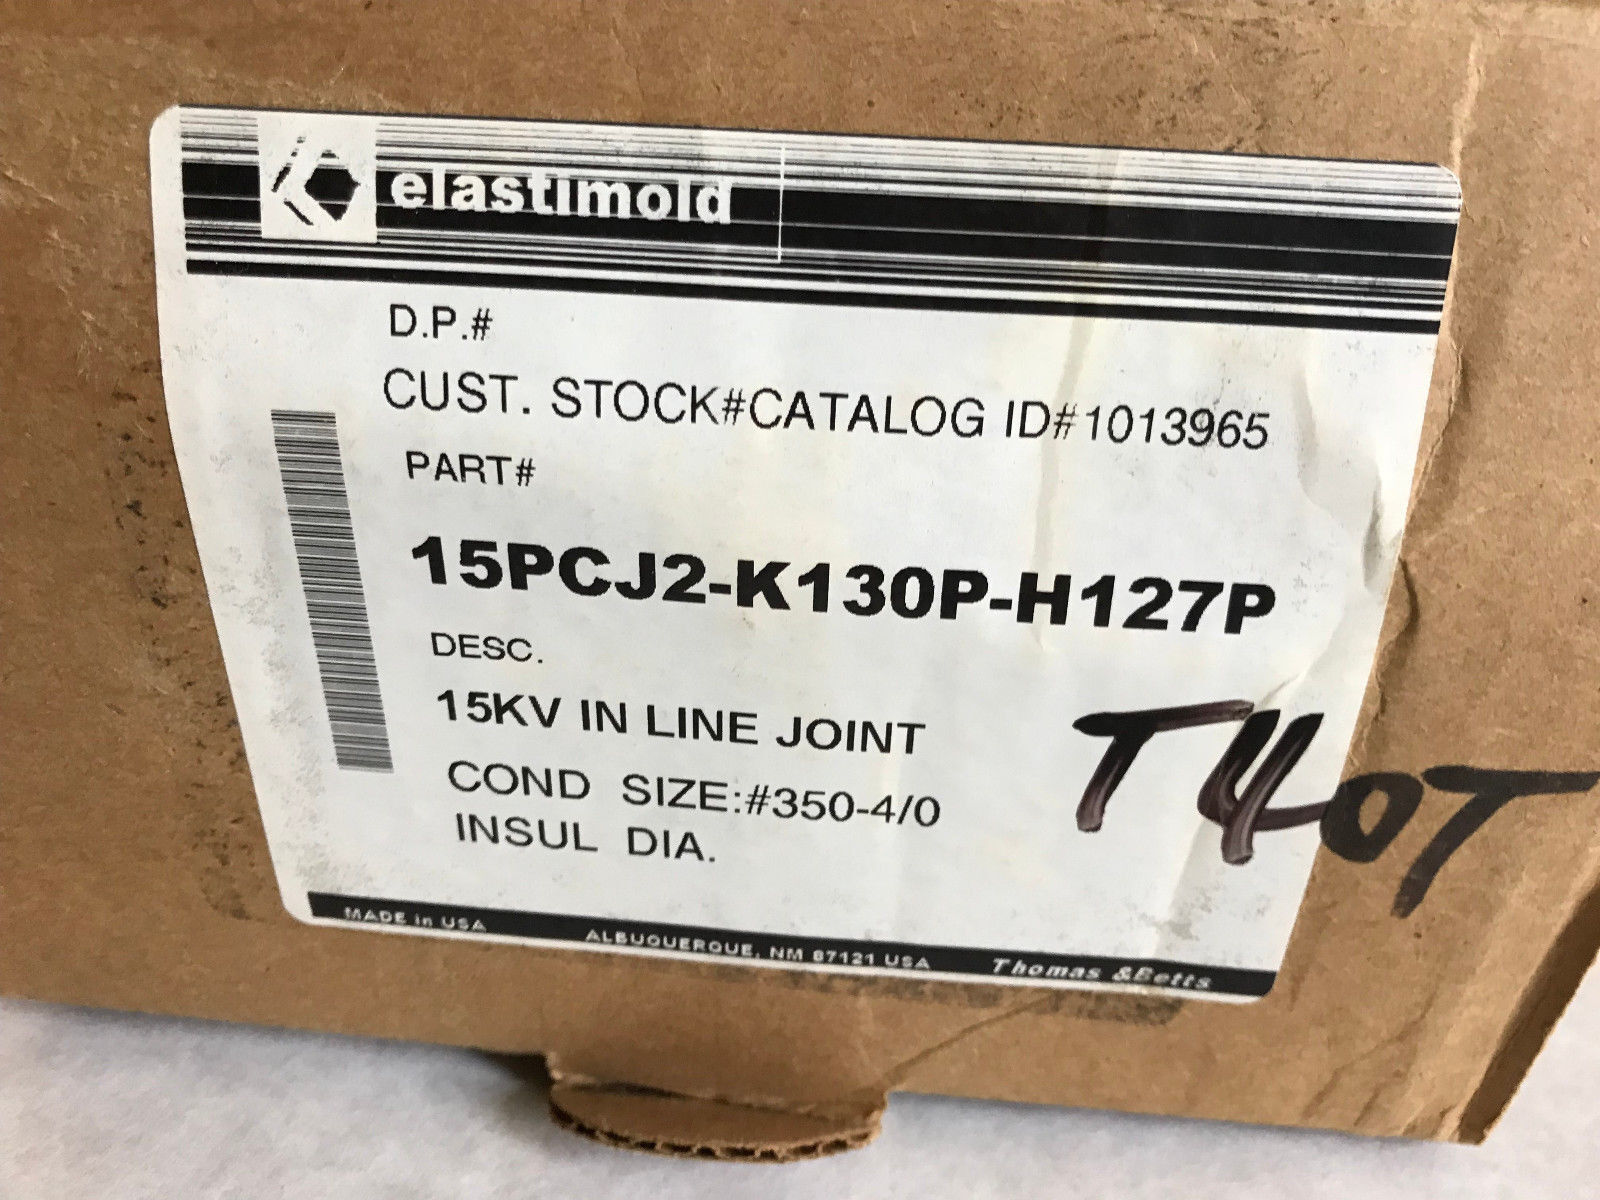 elastimold
D.P.#
CUST. STOCK#CATALOG ID#1013965
PART#
15PCJ2-K130P-H127P
DESC.
15KV IN LINE JOINT
COND SIZE:#350-4/0
INSUL DIA.
T40T
MADE in USA ALBUQUERQUE, NM 87121 USA Thomas &Betts